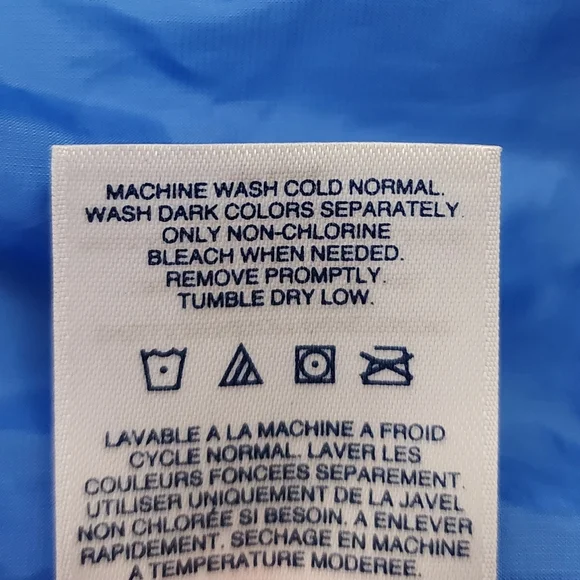 MACHINE WASH COLD NORMAL.
WASH DARK COLORS SEPARATELY.
ONLY NON-CHLORINE
BLEACH WHEN NEEDED.
REMOVE PROMPTLY.
TUMBLE DRY LOW.
LAVABLE A LA MACHINE A FROID
CYCLE NORMAL. LAVER LES
COULEURS FONCEES SEPAREMENT.
UTILISER UNIQUEMENT DE LA JAVEL
NON CHLORÉE SI BESOIN. A ENLEVER
RAPIDEMENT. SECHAGE EN MACHINE
A TEMPERATURE MODEREE.